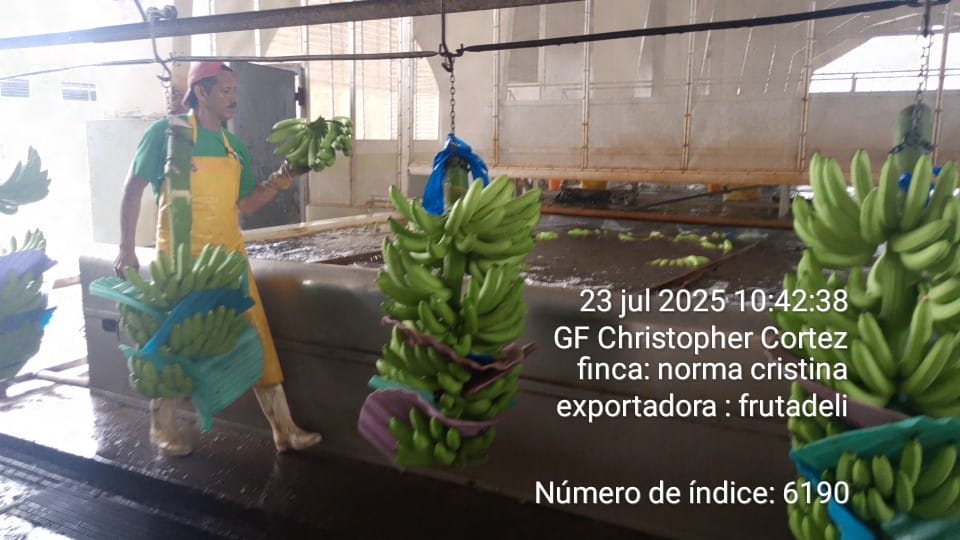 23 jul 2025 10:42:38
GF Christopher Cortez
finca: norma cristina
exportadora : frutadeli
Número de índice: 6190